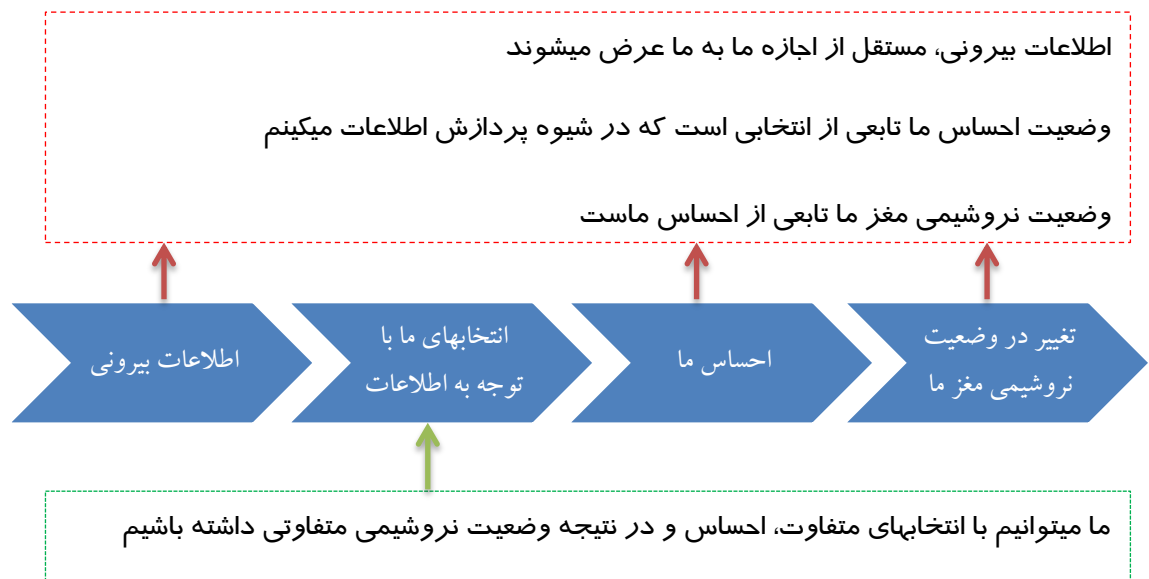 اطلاعات بیرونی، مستقل از اجازه ما به ما عرض میشوند
وضعیت احساس ما تابعی از انتخابی است که در شیوه پردازش اطلاعات میکینم
وضعیت نروشیمی مغز ما تابعی از احساس ماست
اطلاعات بیرونی
انتخابهای ما با
توجه به اطلاعات
احساس ما
تغییر در وضعیت
نروشیمی مغز ما
ما میتوانیم با انتخابهای متفاوت، احساس و در نتیجه وضعیت نروشیمی متفاوتی داشته باشیم